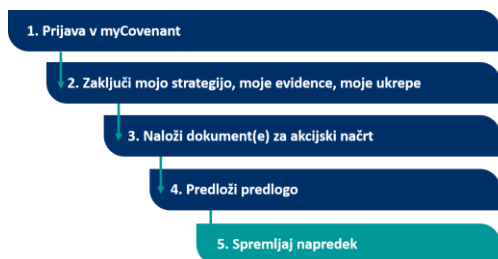 1. Prijava v myCovenant
2. Zaključi mojo strategijo, moje evidence, moje ukrepe
3. Naloži dokument(e) za akcijski načrt
4. Predloži predlogo
5. Spremljaj napredek